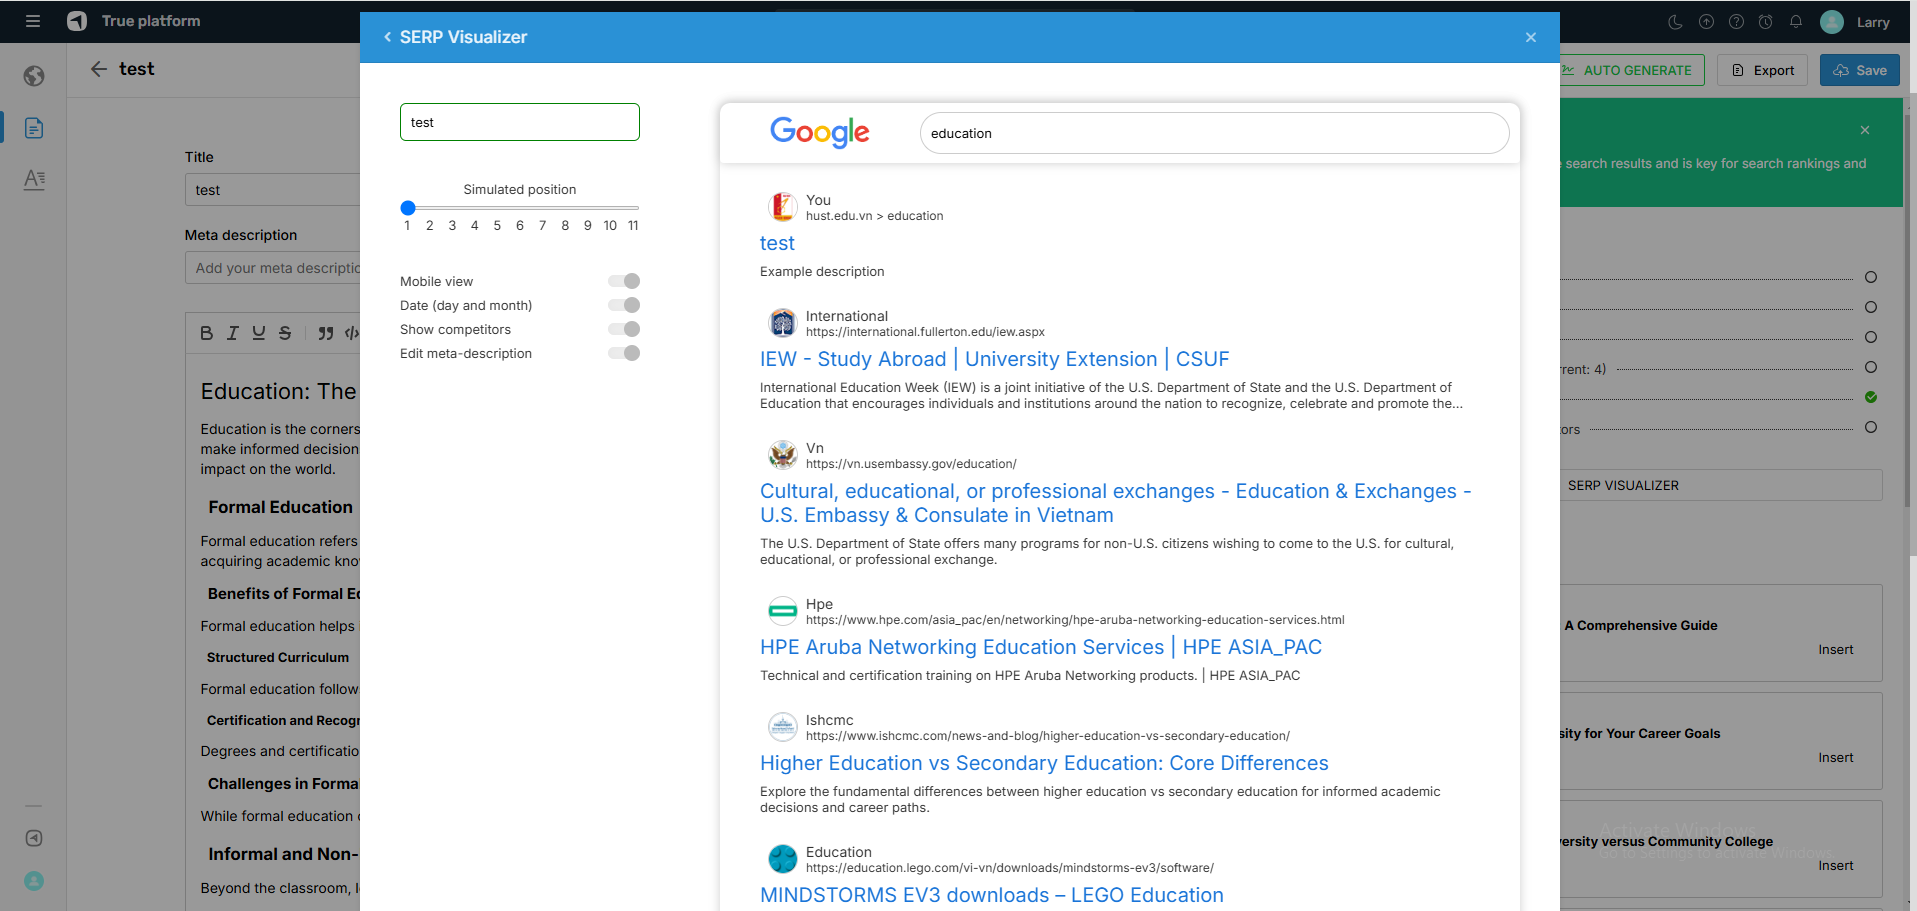 True platform
Larry
test
AUTO GENERATE
Export
Save
Title
test
Meta description
Add your meta descriptio
Education: The
Education is the corners
make informed decision
impact on the world.
Formal Education
Formal education refers
acquiring academic kno
Benefits of Formal E
Formal education helps
Structured Curriculum
Formal education follow
Certification and Recogn
Degrees and certificatio
Challenges in Forma
While formal education
Informal and Non-
Beyond the classroom, l
SERP Visualizer
test
Simulated position
1 2 3 4 5 6 7 8 9 10 11
Mobile view
Date (day and month)
Show competitors
Edit meta-description
Google
education
You
hust.edu.vn > education
test
Example description
International
https://international.fullerton.edu/iew.aspx
IEW - Study Abroad | University Extension | CSUF
International Education Week (IEW) is a joint initiative of the U.S. Department of State and the U.S. Department of
Education that encourages individuals and institutions around the nation to recognize, celebrate and promote the...
Vn
https://vn.usembassy.gov/education/
Cultural, educational, or professional exchanges - Education & Exchanges -
U.S. Embassy & Consulate in Vietnam
The U.S. Department of State offers many programs for non-U.S. citizens wishing to come to the U.S. for cultural,
educational, or professional exchange.
Hpe
https://www.hpe.com/asia_pac/en/networking/hpe-aruba-networking-education-services.html
HPE Aruba Networking Education Services | HPE ASIA_PAC
Technical and certification training on HPE Aruba Networking products. | HPE ASIA_PAC
Ishcmc
https://www.ishcmc.com/news-and-blog/higher-education-vs-secondary-education/
Higher Education vs Secondary Education: Core Differences
Explore the fundamental differences between higher education vs secondary education for informed academic
decisions and career paths.
Education
https://education.lego.com/vi-vn/downloads/mindstorms-ev3/software/
MINDSTORMS EV3 downloads – LEGO Education
search results and is key for search rankings and
rent: 4)
ors
SERP VISUALIZER
A Comprehensive Guide
Insert
sity for Your Career Goals
Insert
Activate Windows
Go to Settings to activate Windows.
versity versus Community College
Insert